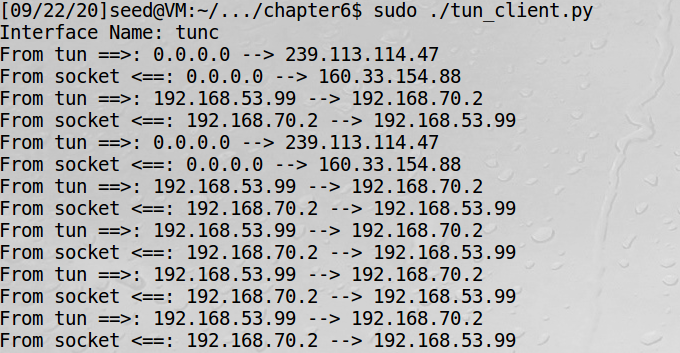 [09/22/20]seed@VM:~/.../chapter6$ sudo ./tun_client.py
Interface Name: tunc
From tun ==>: 0.0.0.0 --> 239.113.114.47
From socket <==: 0.0.0.0 --> 160.33.154.88
From tun ==>: 192.168.53.99 --> 192.168.70.2
From socket <==: 192.168.70.2 --> 192.168.53.99
From tun ==>: 0.0.0.0 --> 239.113.114.47
From socket <==: 0.0.0.0 --> 160.33.154.88
From tun ==>: 192.168.53.99 --> 192.168.70.2
From socket <==: 192.168.70.2 --> 192.168.53.99
From tun ==>: 192.168.53.99 --> 192.168.70.2
From socket <==: 192.168.70.2 --> 192.168.53.99
From tun ==>: 192.168.53.99 --> 192.168.70.2
From socket <==: 192.168.70.2 --> 192.168.53.99
From tun ==>: 192.168.53.99 --> 192.168.70.2
From socket <==: 192.168.70.2 --> 192.168.53.99